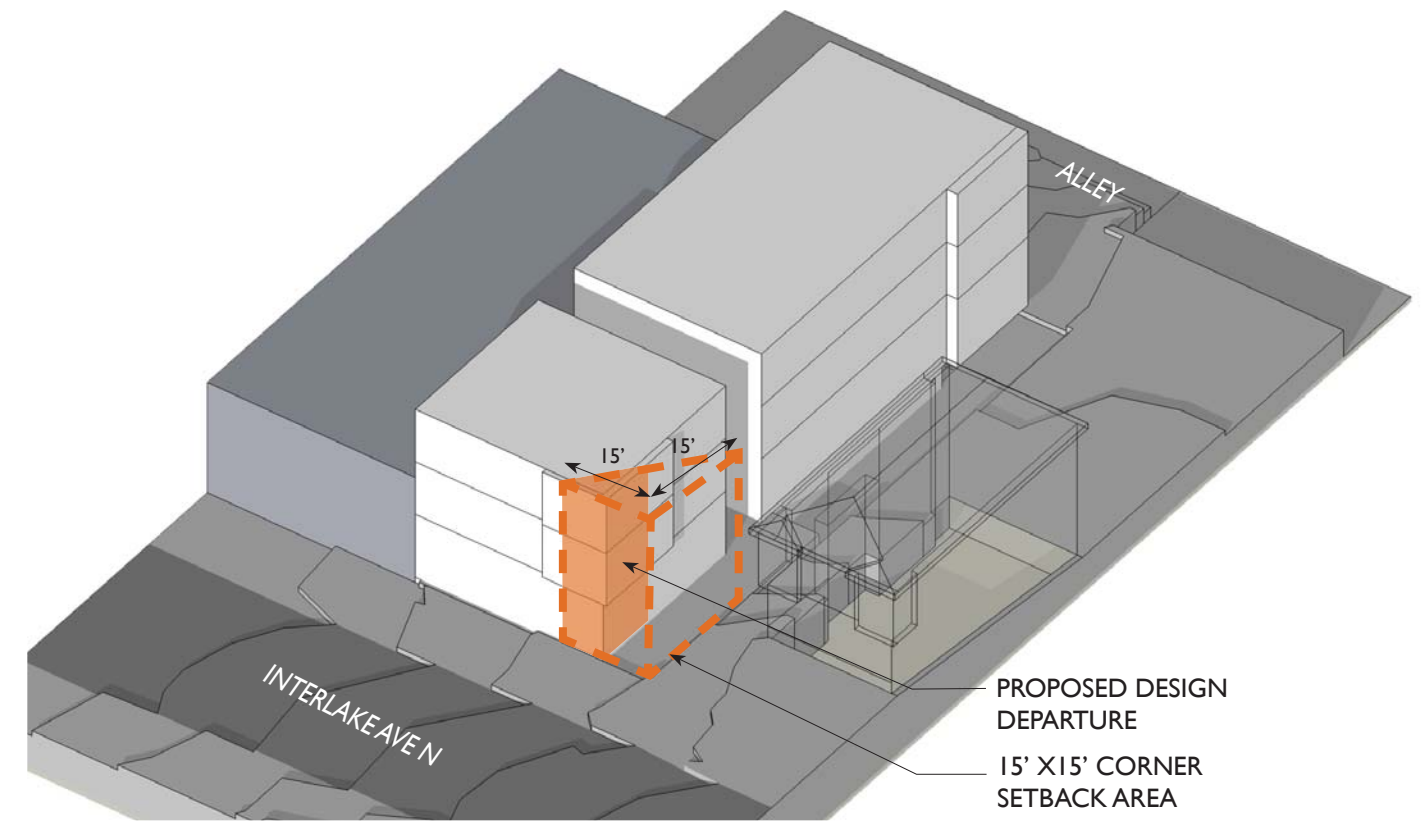 ALLEY
15’
15’
INTERLAKE AVE N
PROPOSED DESIGN
DEPARTURE
15’ X15’ CORNER
SETBACK AREA